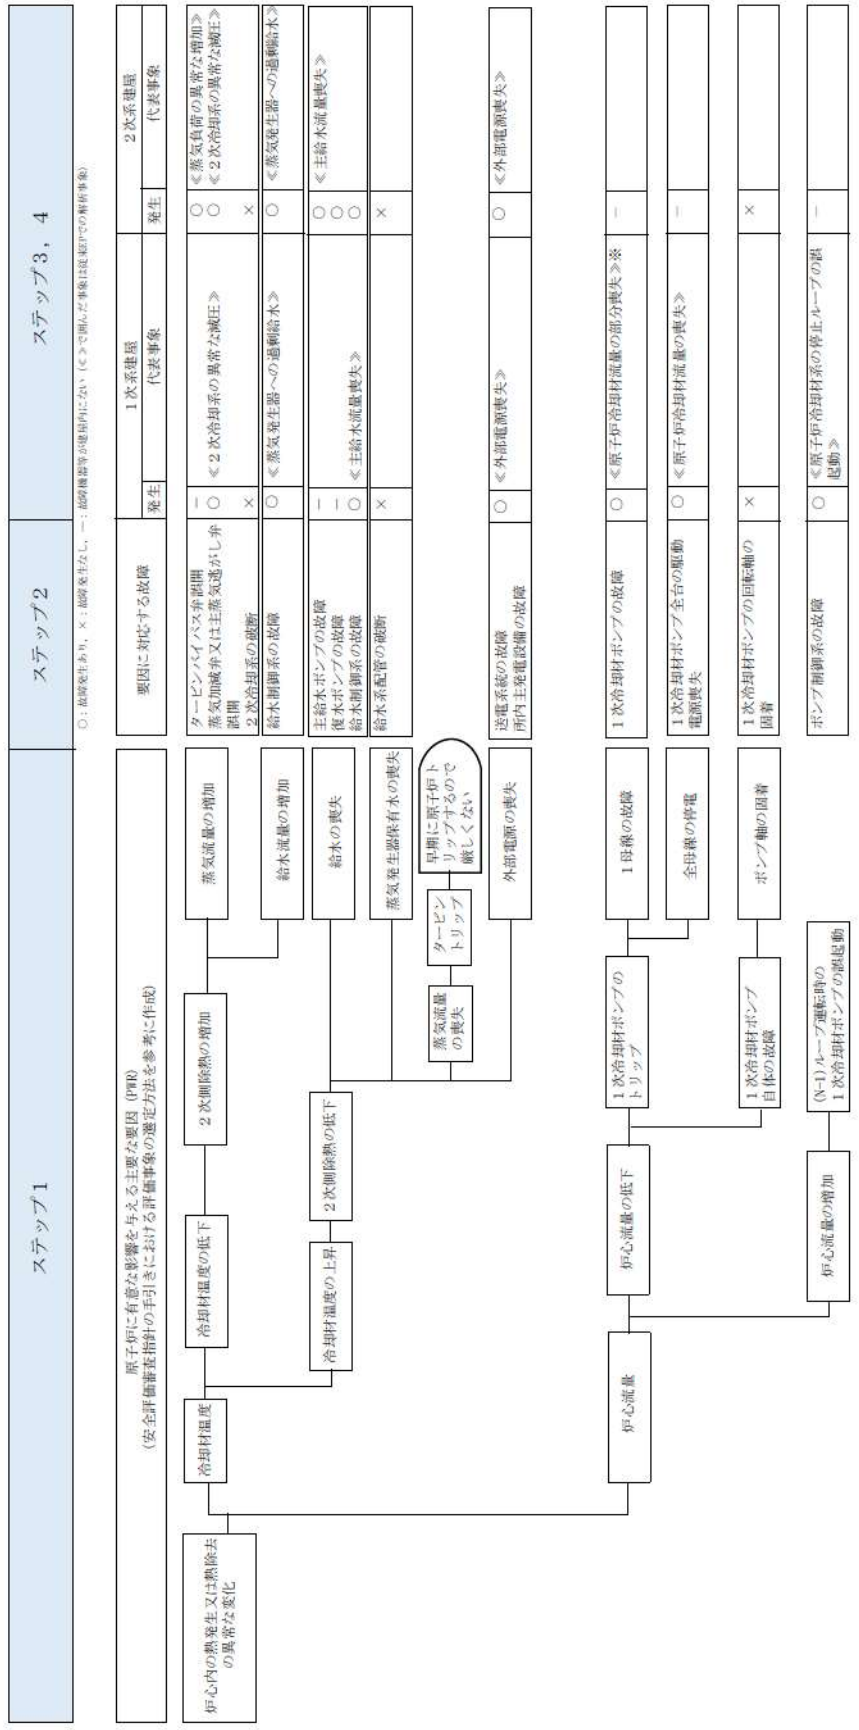 ステップ1
ステップ2
ステップ3，4
○：故障発生あり，×：故障発生なし，－：故障機器等が建屋内にない
原子炉に有意な影響を与える主要な要因（PWR）
（安全評価審査指針の手引きにおける評価事象の選定方法を参考に作成）
要因に対応する故障
1次系建屋
発生
代表事象
2次系建屋
発生
代表事象
炉心内の熱発生又は熱除去
の異常な変化
冷却材温度
冷却材温度の低下
2次側除熱の増加
蒸気流量の増加
タービンバイパス弁誤開
蒸気加減弁又は主蒸気逃がし弁
誤開
2次冷却系の破断
－
○
×
≪2次冷却系の異常な減圧≫
○
○
×
≪蒸気負荷の異常な増加≫
≪2次冷却系の異常な減圧≫
給水流量の増加
給水制御系の故障
○
≪蒸気発生器への過剰給水≫
○
≪蒸気発生器への過剰給水≫
冷却材温度の上昇
2次側除熱の低下
給水の喪失
主給水ポンプの故障
復水ポンプの故障
給水制御系の故障
－
－
○
≪主給水流量喪失≫
○
○
○
≪主給水流量喪失≫
蒸気発生器保有水の喪失
給水系配管の破断
×
×
蒸気流量
の喪失
タービン
トリップ
早期に原子炉ト
リップするので
厳しくない
外部電源の喪失
送電系統の故障
所内主発電設備の故障
○
≪外部電源喪失≫
○
≪外部電源喪失≫
炉心流量
炉心流量の低下
1次冷却材ポンプの
トリップ
1母線の故障
1次冷却材ポンプの故障
○
≪原子炉冷却材流量の部分喪失≫※
－
全母線の停電
1次冷却材ポンプ全台の駆動
電源喪失
○
≪原子炉冷却材流量の喪失≫
－
1次冷却材ポンプ
自体の故障
ポンプ軸の固着
1次冷却材ポンプの回転軸の
固着
×
×
炉心流量の増加
(N-1)ループ運転時の
1次冷却材ポンプの誤起動
ポンプ制御系の故障
○
≪原子炉冷却材系の停止ループの誤
起動≫
－